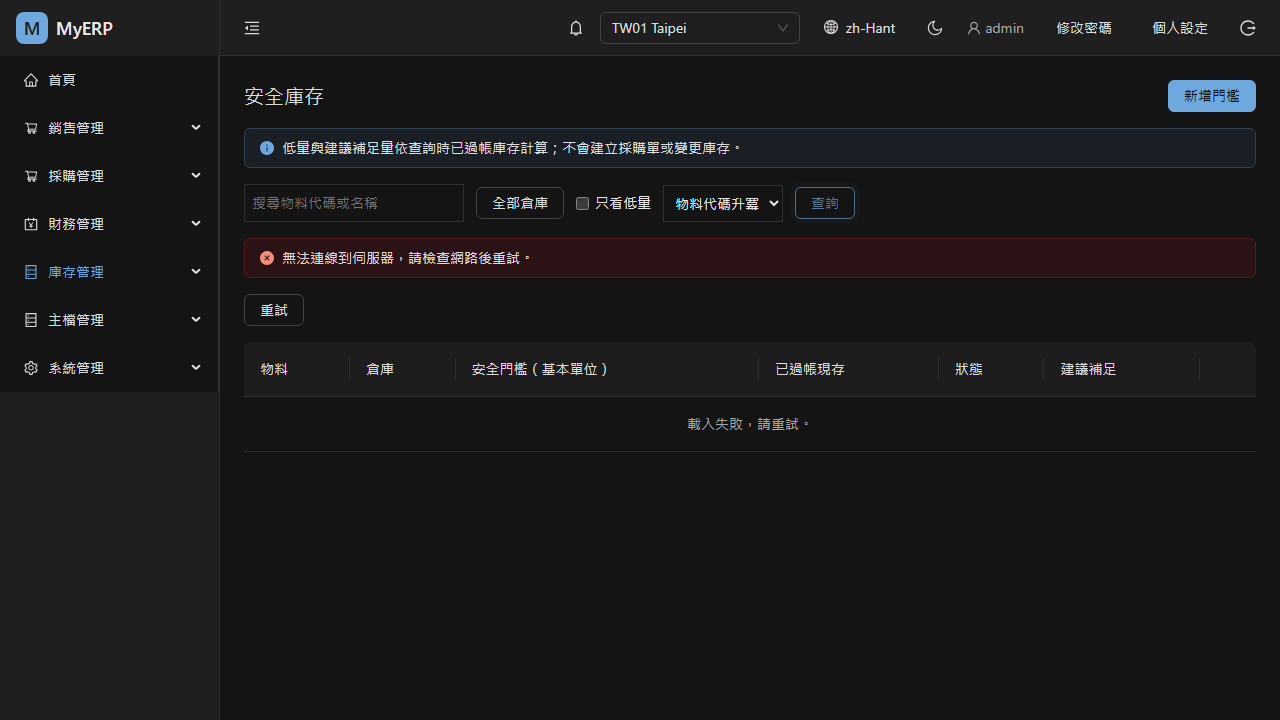 M MyERP
TW01 Taipei
zh-Hant
admin
修改密碼
個人設定
首頁
銷售管理
採購管理
財務管理
庫存管理
主檔管理
系統管理
安全庫存
新增門檻
低量與建議補足量依查詢時已過帳庫存計算；不會建立採購單或變更庫存。
搜尋物料代碼或名稱
全部倉庫
只看低量
物料代碼升冪
查詢
無法連線到伺服器，請檢查網路後重試。
重試
物料 倉庫 安全門檻（基本單位） 已過帳現存 狀態 建議補足
載入失敗，請重試。